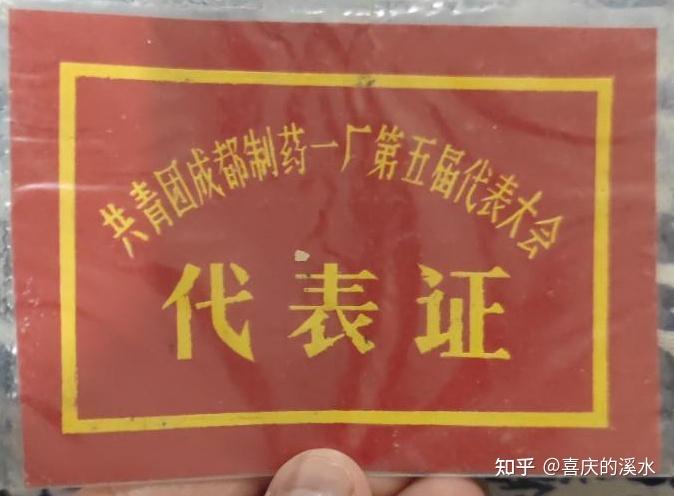 共青团成都制药一厂第五届代表大会
代表证
知乎 @喜庆的溪水